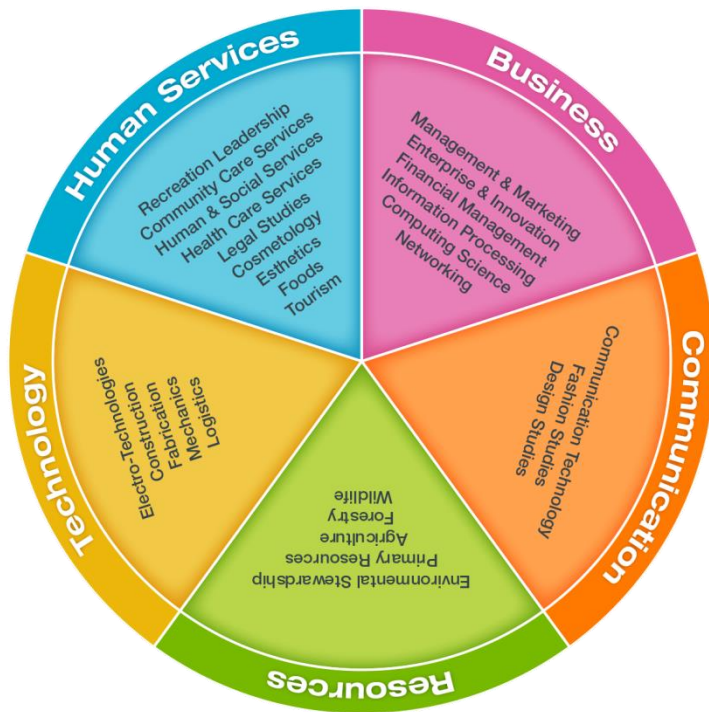 Human Services
Recreation Leadership
Community Care Services
Human & Social Services
Health Care Services
Legal Studies
Cosmetology
Esthetics
Foods
Tourism
Business
Management & Marketing
Enterprise & Innovation
Financial Management
Information Processing
Computing Science
Networking
Communication
Communication Technology
Fashion Studies
Design Studies
Resources
Environmental Stewardship
Primary Resources
Agriculture
Forestry
Wildlife
Technology
Electro-Technologies
Construction
Fabrication
Mechanics
Logistics